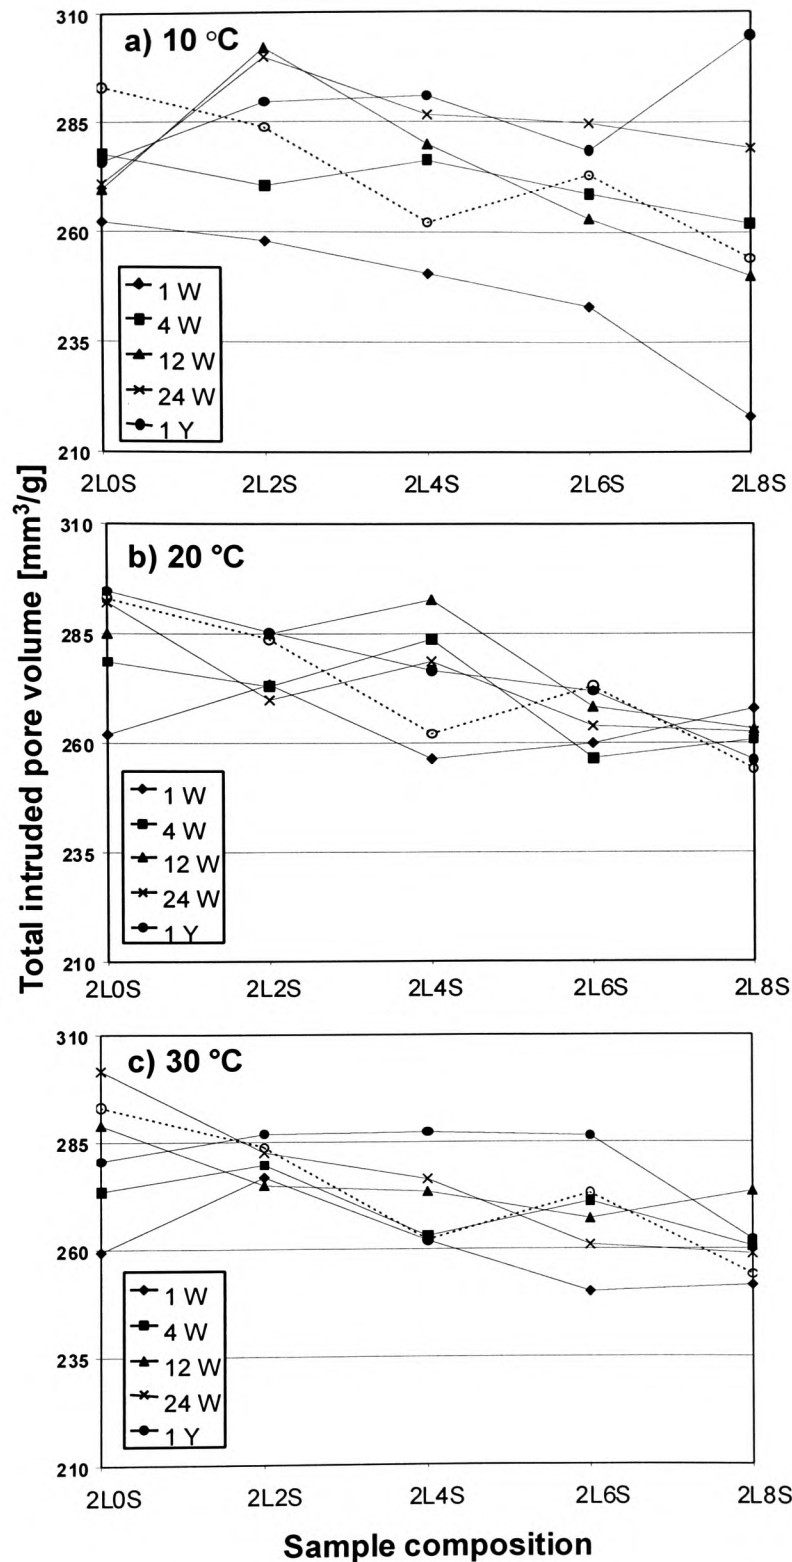 Total intruded pore volume [mm³/g]
a) 10 °C
310
285
260
235
210
1 W
4 W
12 W
24 W
1 Y
2L0S 2L2S 2L4S 2L6S 2L8S
b) 20 °C
310
285
260
235
210
1 W
4 W
12 W
24 W
1 Y
2L0S 2L2S 2L4S 2L6S 2L8S
c) 30 °C
310
285
260
235
210
1 W
4 W
12 W
24 W
1 Y
2L0S 2L2S 2L4S 2L6S 2L8S
Sample composition